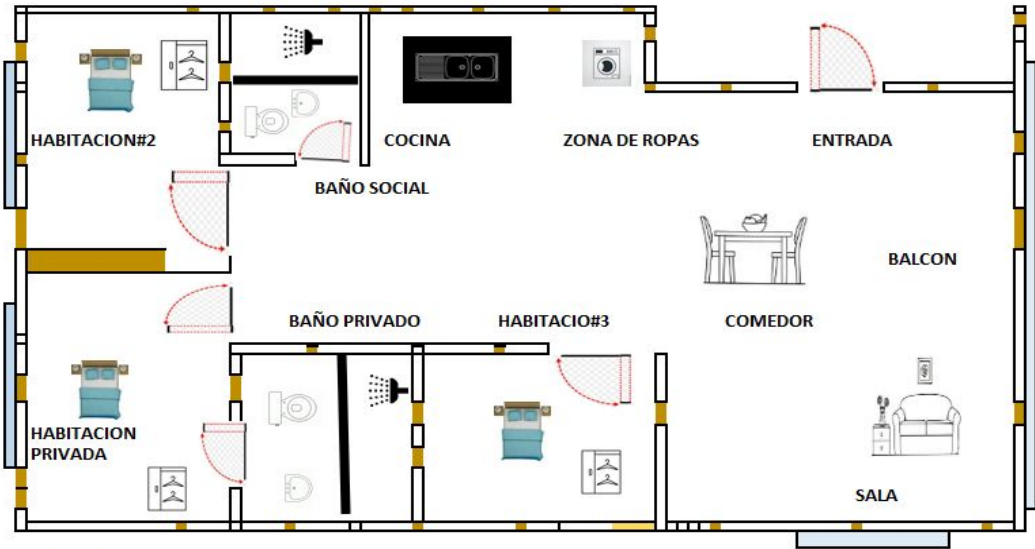 HABITACION#2
COCINA
ZONA DE ROPAS
ENTRADA
BAÑO SOCIAL
BALCON
BAÑO PRIVADO
HABITACIO#3
COMEDOR
HABITACION
PRIVADA
SALA